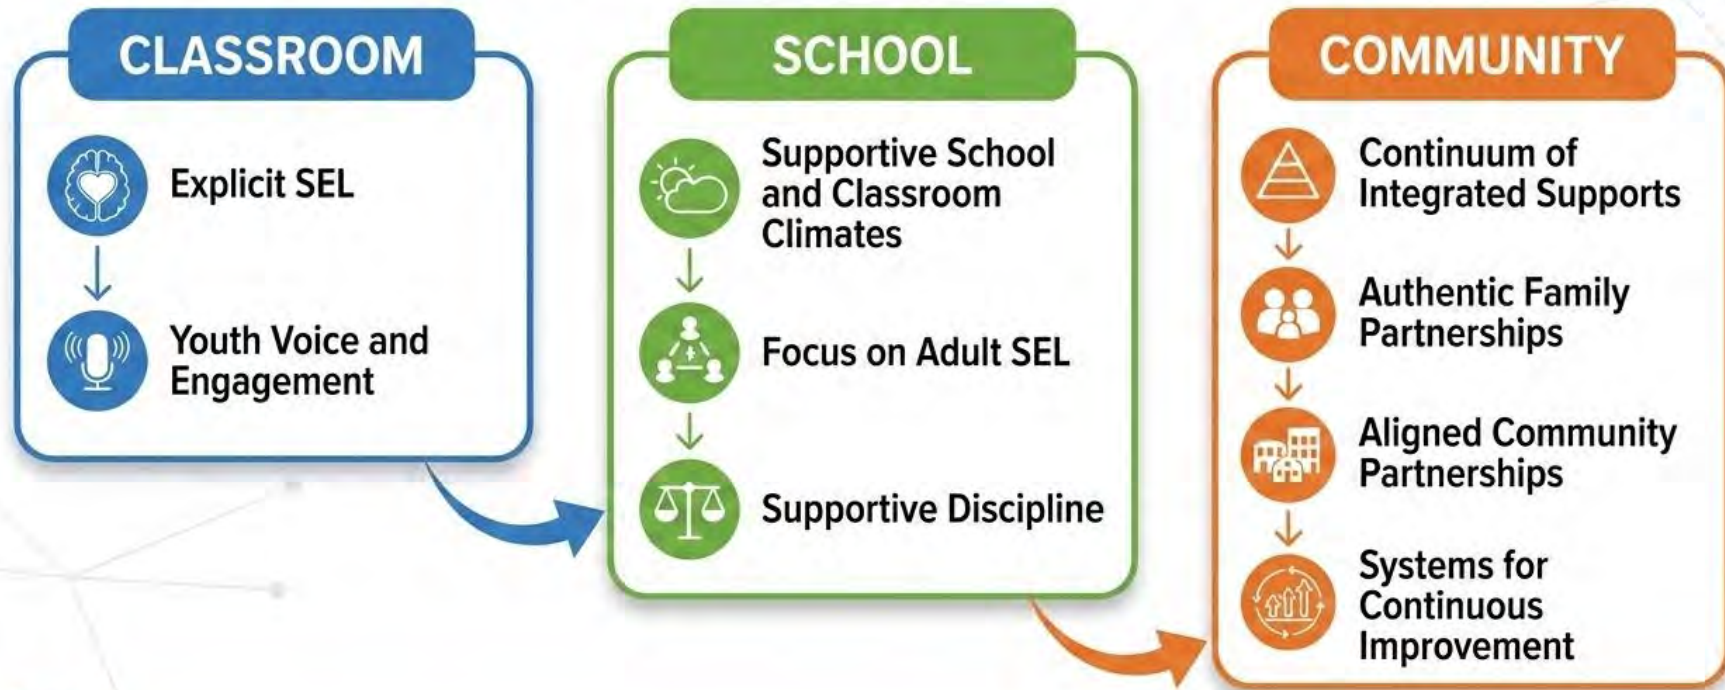 CLASSROOM
Explicit SEL
Youth Voice and
Engagement
SCHOOL
Supportive School
and Classroom
Climates
Focus on Adult SEL
Supportive Discipline
COMMUNITY
Continuum of
Integrated Supports
Authentic Family
Partnerships
Aligned Community
Partnerships
Systems for
Continuous
Improvement